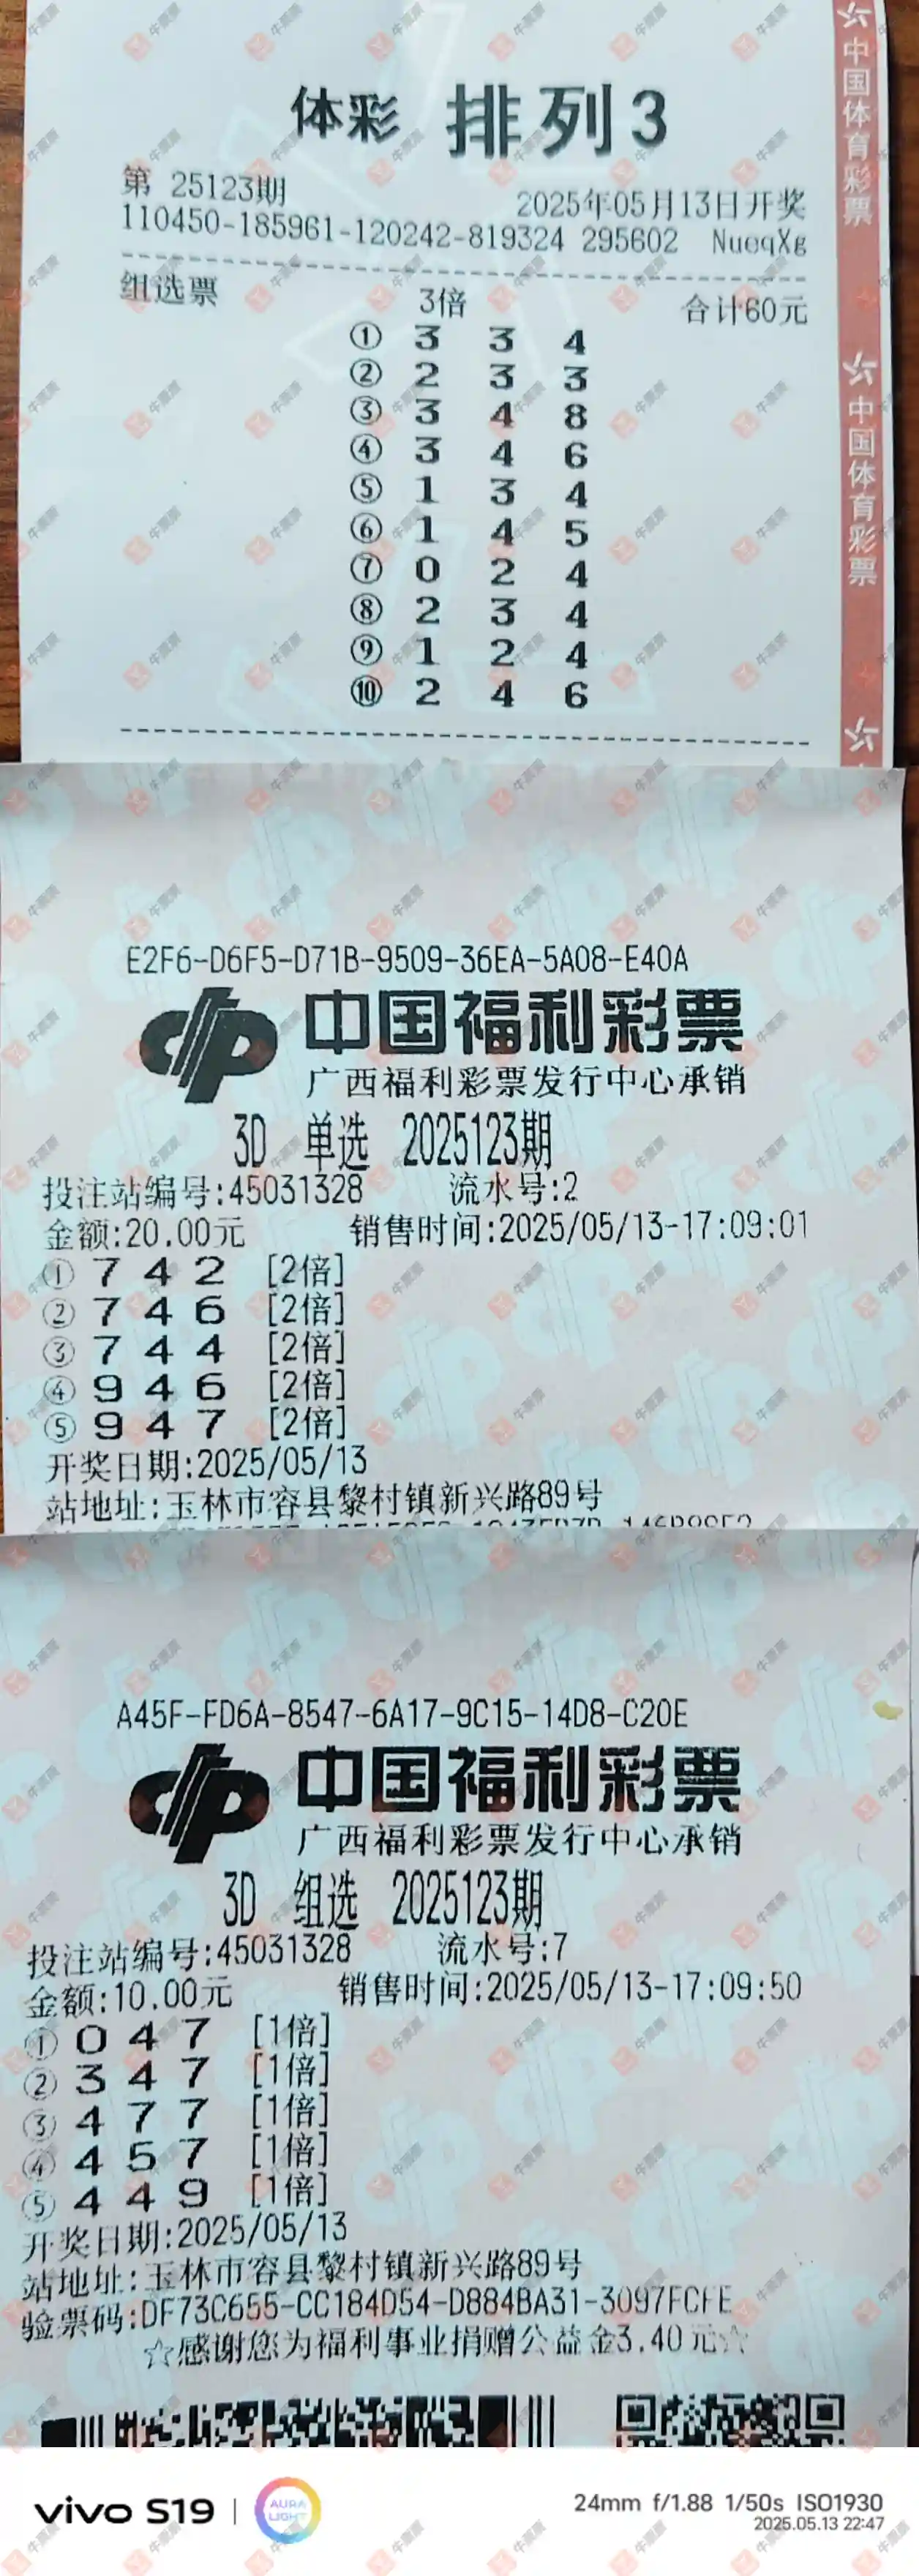 体彩 排列3
第 25123期 2025年05月13日开奖
110450-185961-120242-819324 295602 NueqXg
组选票 3倍 合计60元
① 3 3 4
② 2 3 3
③ 3 4 8
④ 3 4 6
⑤ 1 3 4
⑥ 1 4 5
⑦ 0 2 4
⑧ 2 3 4
⑨ 1 2 4
⑩ 2 4 6
中国体育彩票
中国体育彩票
E2F6-D6F5-D71B-9509-36EA-5A08-E40A
中国福利彩票
广西福利彩票发行中心承销
3D 单选 2025123期
投注站编号:45031328 流水号:2
金额:20.00元 销售时间:2025/05/13-17:09:01
① 7 4 2 [2倍]
② 7 4 6 [2倍]
③ 7 4 4 [2倍]
④ 9 4 6 [2倍]
⑤ 9 4 7 [2倍]
开奖日期:2025/05/13
站地址:玉林市容县黎村镇新兴路89号
A45F-FD6A-8547-6A17-9C15-14D8-C20E
中国福利彩票
广西福利彩票发行中心承销
3D 组选 2025123期
投注站编号:45031328 流水号:7
金额:10.00元 销售时间:2025/05/13-17:09:50
① 0 4 7 [1倍]
② 3 4 7 [1倍]
③ 4 7 7 [1倍]
④ 4 5 7 [1倍]
⑤ 4 4 9 [1倍]
开奖日期:2025/05/13
站地址:玉林市容县黎村镇新兴路89号
验票码:DF73C655-CC184D54-D884BA31-3097FCFE
☆感谢您为福利事业捐赠公益金3.40元☆
vivo S19 | AURA LIGHT
24mm f/1.88 1/50s ISO1930
2025.05.13 22:47